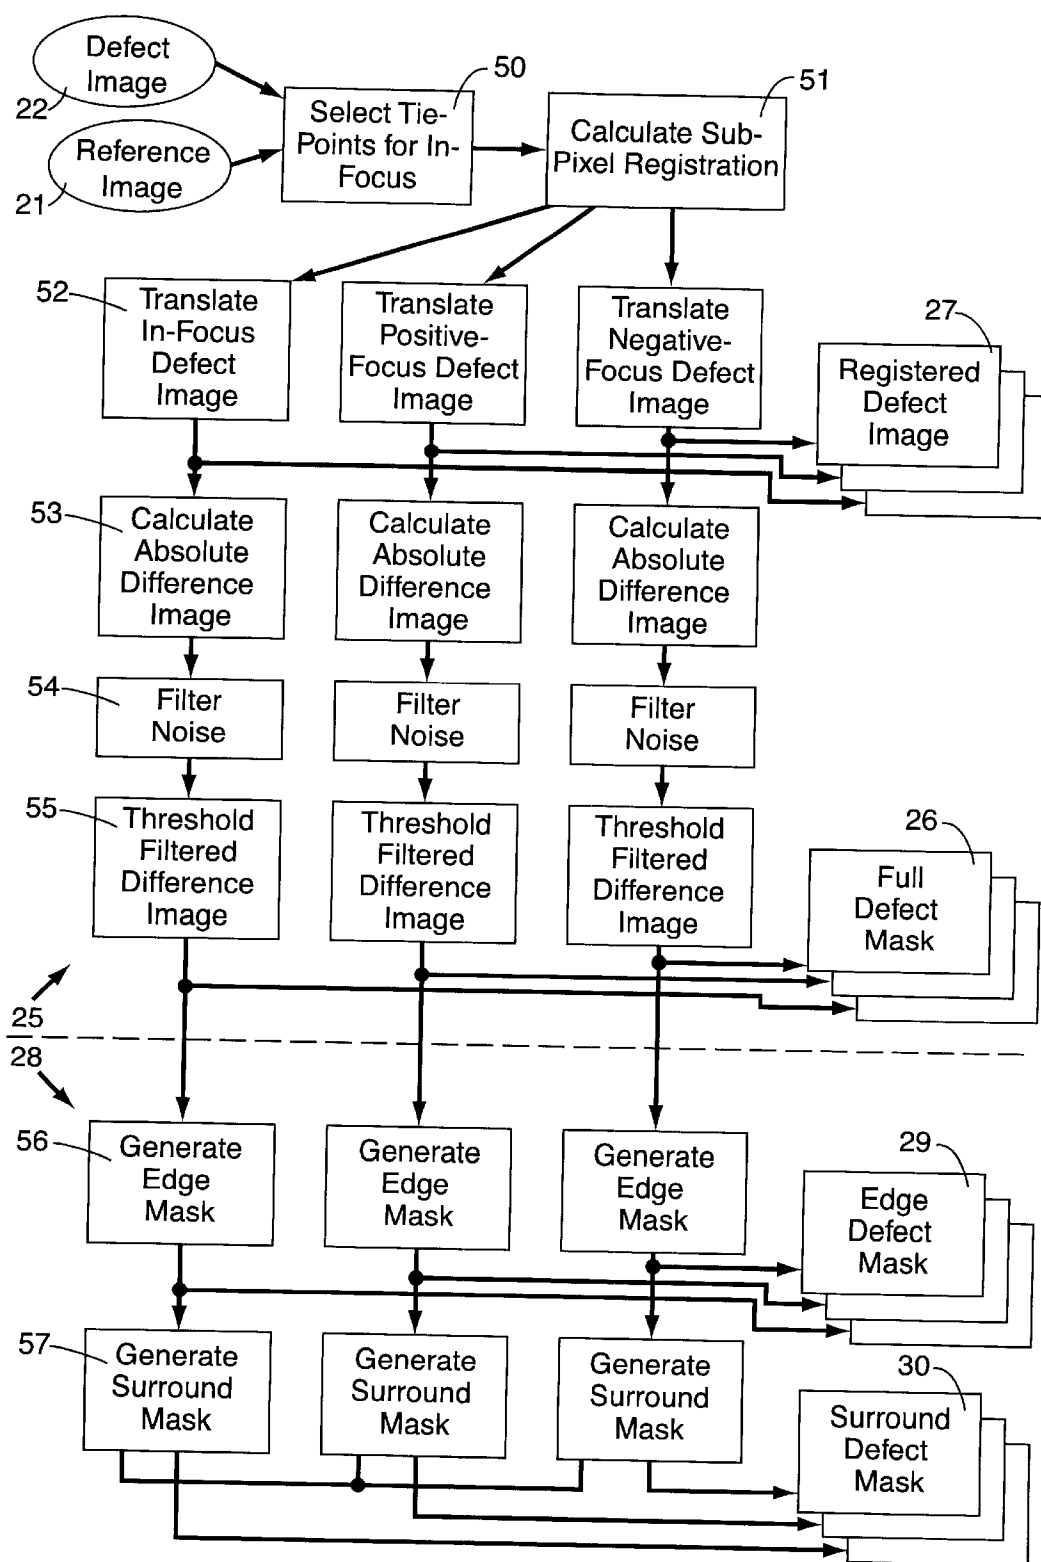 Defect
Image
22
Reference
Image
21
50
Select Tie-
Points for In-
Focus
51
Calculate Sub-
Pixel Registration
52
Translate
In-Focus
Defect
Image
Translate
Positive-
Focus Defect
Image
Translate
Negative-
Focus Defect
Image
27
Registered
Defect
Image
53
Calculate
Absolute
Difference
Image
Calculate
Absolute
Difference
Image
Calculate
Absolute
Difference
Image
54
Filter
Noise
Filter
Noise
Filter
Noise
55
Threshold
Filtered
Difference
Image
Threshold
Filtered
Difference
Image
Threshold
Filtered
Difference
Image
26
Full
Defect
Mask
25
28
56
Generate
Edge
Mask
Generate
Edge
Mask
Generate
Edge
Mask
29
Edge
Defect
Mask
57
Generate
Surround
Mask
Generate
Surround
Mask
Generate
Surround
Mask
30
Surround
Defect
Mask